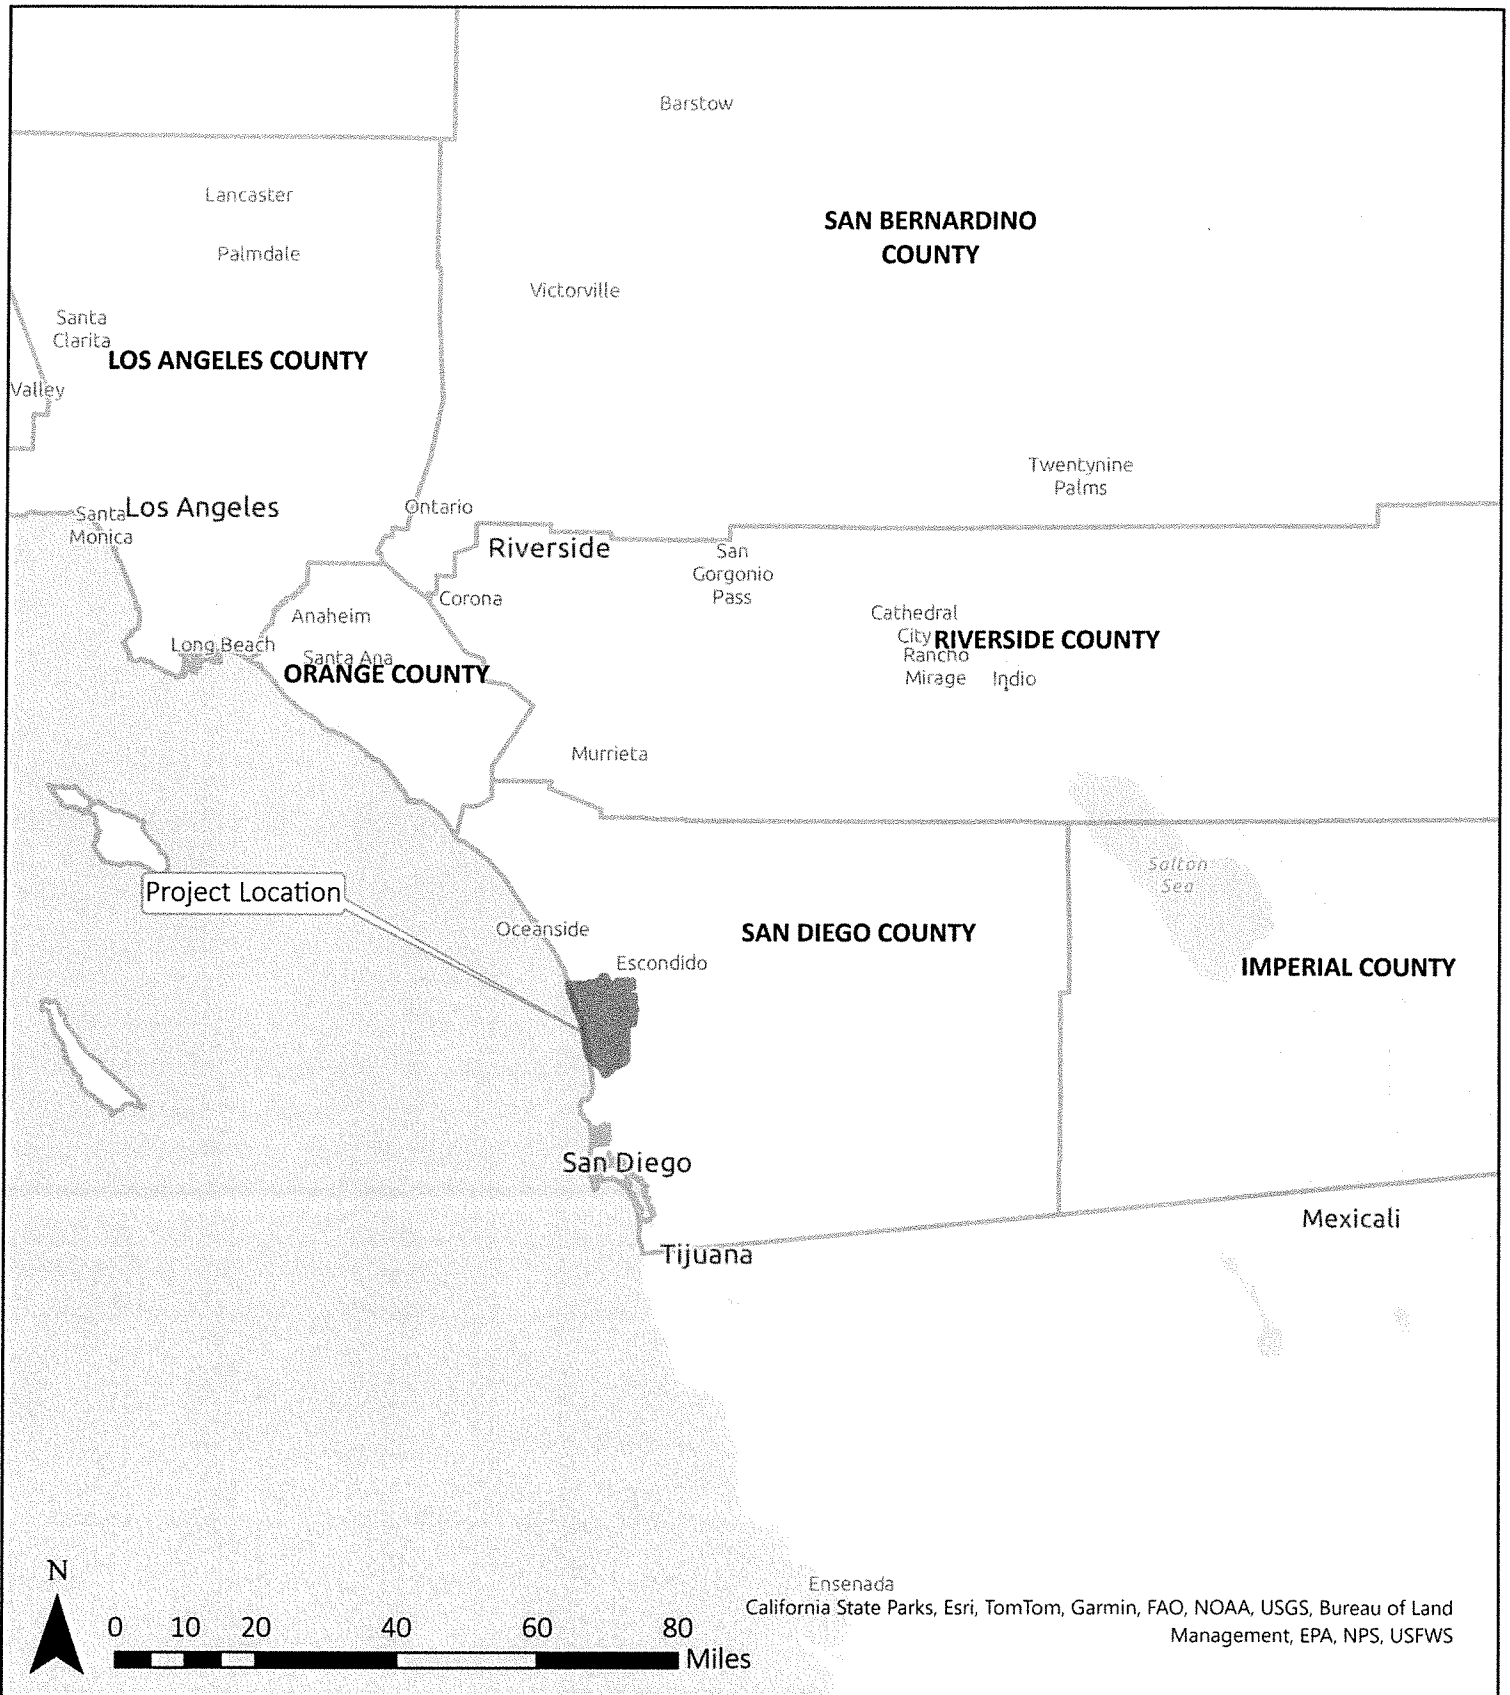 Barstow
Lancaster
SAN BERNARDINO
COUNTY
Palmdale
Victorville
Santa
Clarita
LOS ANGELES COUNTY
Valley
Twentynine
Palms
Los Angeles
Ontario
Santa
Monica
Riverside
San
Gorgonio
Pass
Corona
Anaheim
Cathedral
City
RIVERSIDE COUNTY
Long Beach
Santa Ana
Rancho
Mirage
Indio
ORANGE COUNTY
Murrieta
Salton
Sea
Project Location
Oceanside
SAN DIEGO COUNTY
Escondido
IMPERIAL COUNTY
San Diego
Mexicali
Tijuana
Ensenada
N
California State Parks, Esri, TomTom, Garmin, FAO, NOAA, USGS, Bureau of Land
Management, EPA, NPS, USFWS
0 10 20 40 60 80
Miles